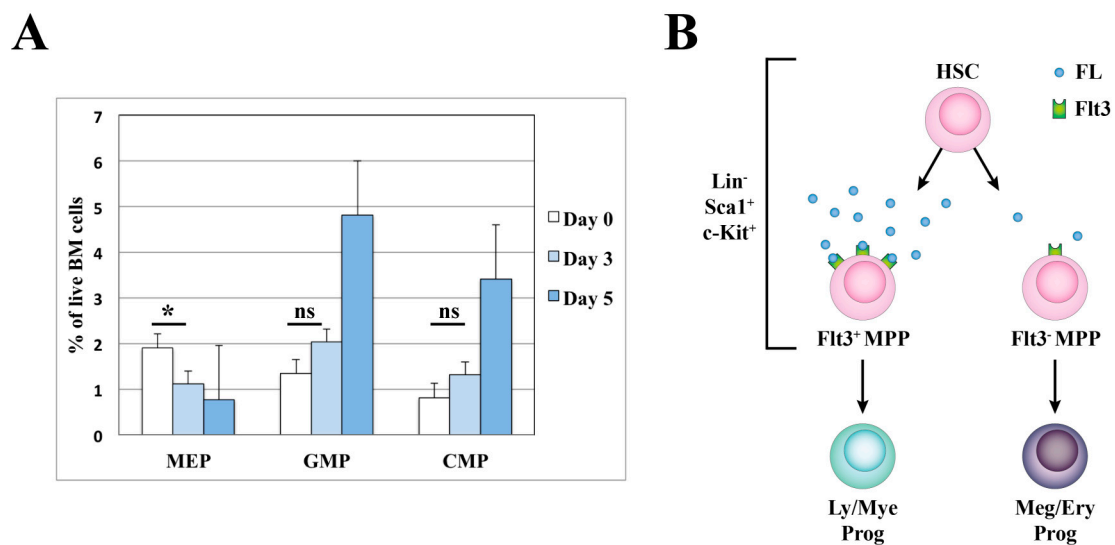 A
7
6
5
4
3
2
1
0
% of live BM cells
*
ns
ns
MEP
GMP
CMP
Day 0
Day 3
Day 5
B
HSC
FL
Flt3
Lin⁻
Sca1⁺
c-Kit⁺
Flt3⁺ MPP
Flt3⁻ MPP
Ly/Mye
Prog
Meg/Ery
Prog